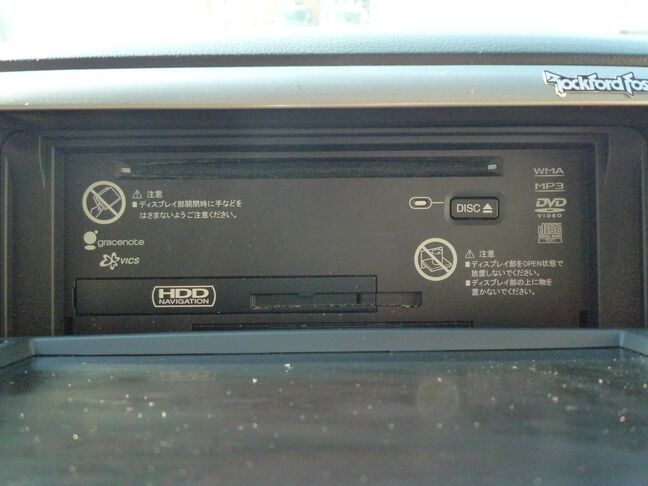 Rockford Fos
WMA
MP3
DVD
VIDEO
DISC
注意
■ディスプレイ部開閉時に手などを
はさまないようご注意ください。
gracenote
VICS
注意
■ディスプレイ部をOPEN状態で
放置しないでください。
■ディスプレイ部の上に物を
置かないでください。
HDD
NAVIGATION